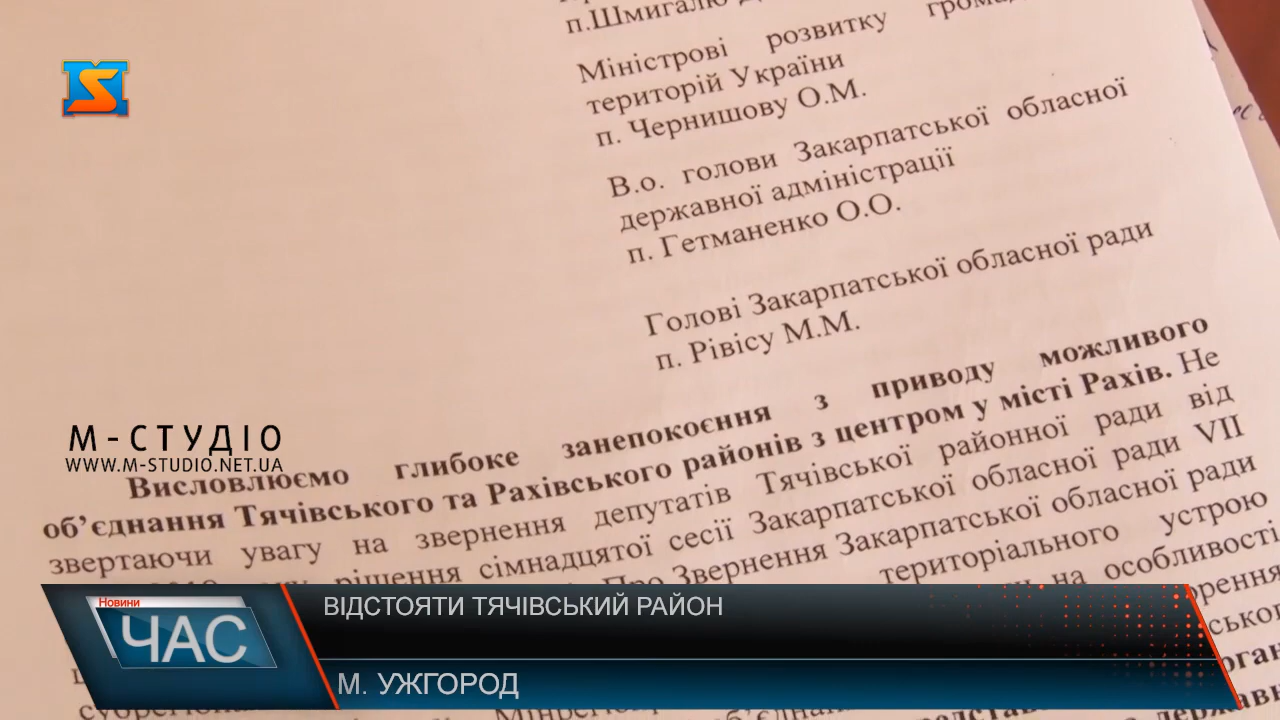 п.Шмигалю
Міністрові розвитку
територій України
п. Чернишову О.М.
В.о. голови Закарпатської обласної
державної адміністрації
п. Гетманенко О.О.
Голові Закарпатської обласної ради
п. Рівісу М.М.
М-СТУДІО
WWW.M-STUDIO.NET.UA
Висловлюємо глибоке занепокоєння з приводу можливого
об’єднання Тячівського та Рахівського районів з центром у місті Рахів. Не
звертаючи увагу на звернення депутатів Тячівської районної ради від
рішення сімнадцятої сесії Закарпатської обласної ради VII
Про Звернення Закарпатської обласної ради
територіального устрою
на особливості
Новини
ЧАС
ВІДСТОЯТИ ТЯЧІВСЬКИЙ РАЙОН
М. УЖГОРОД